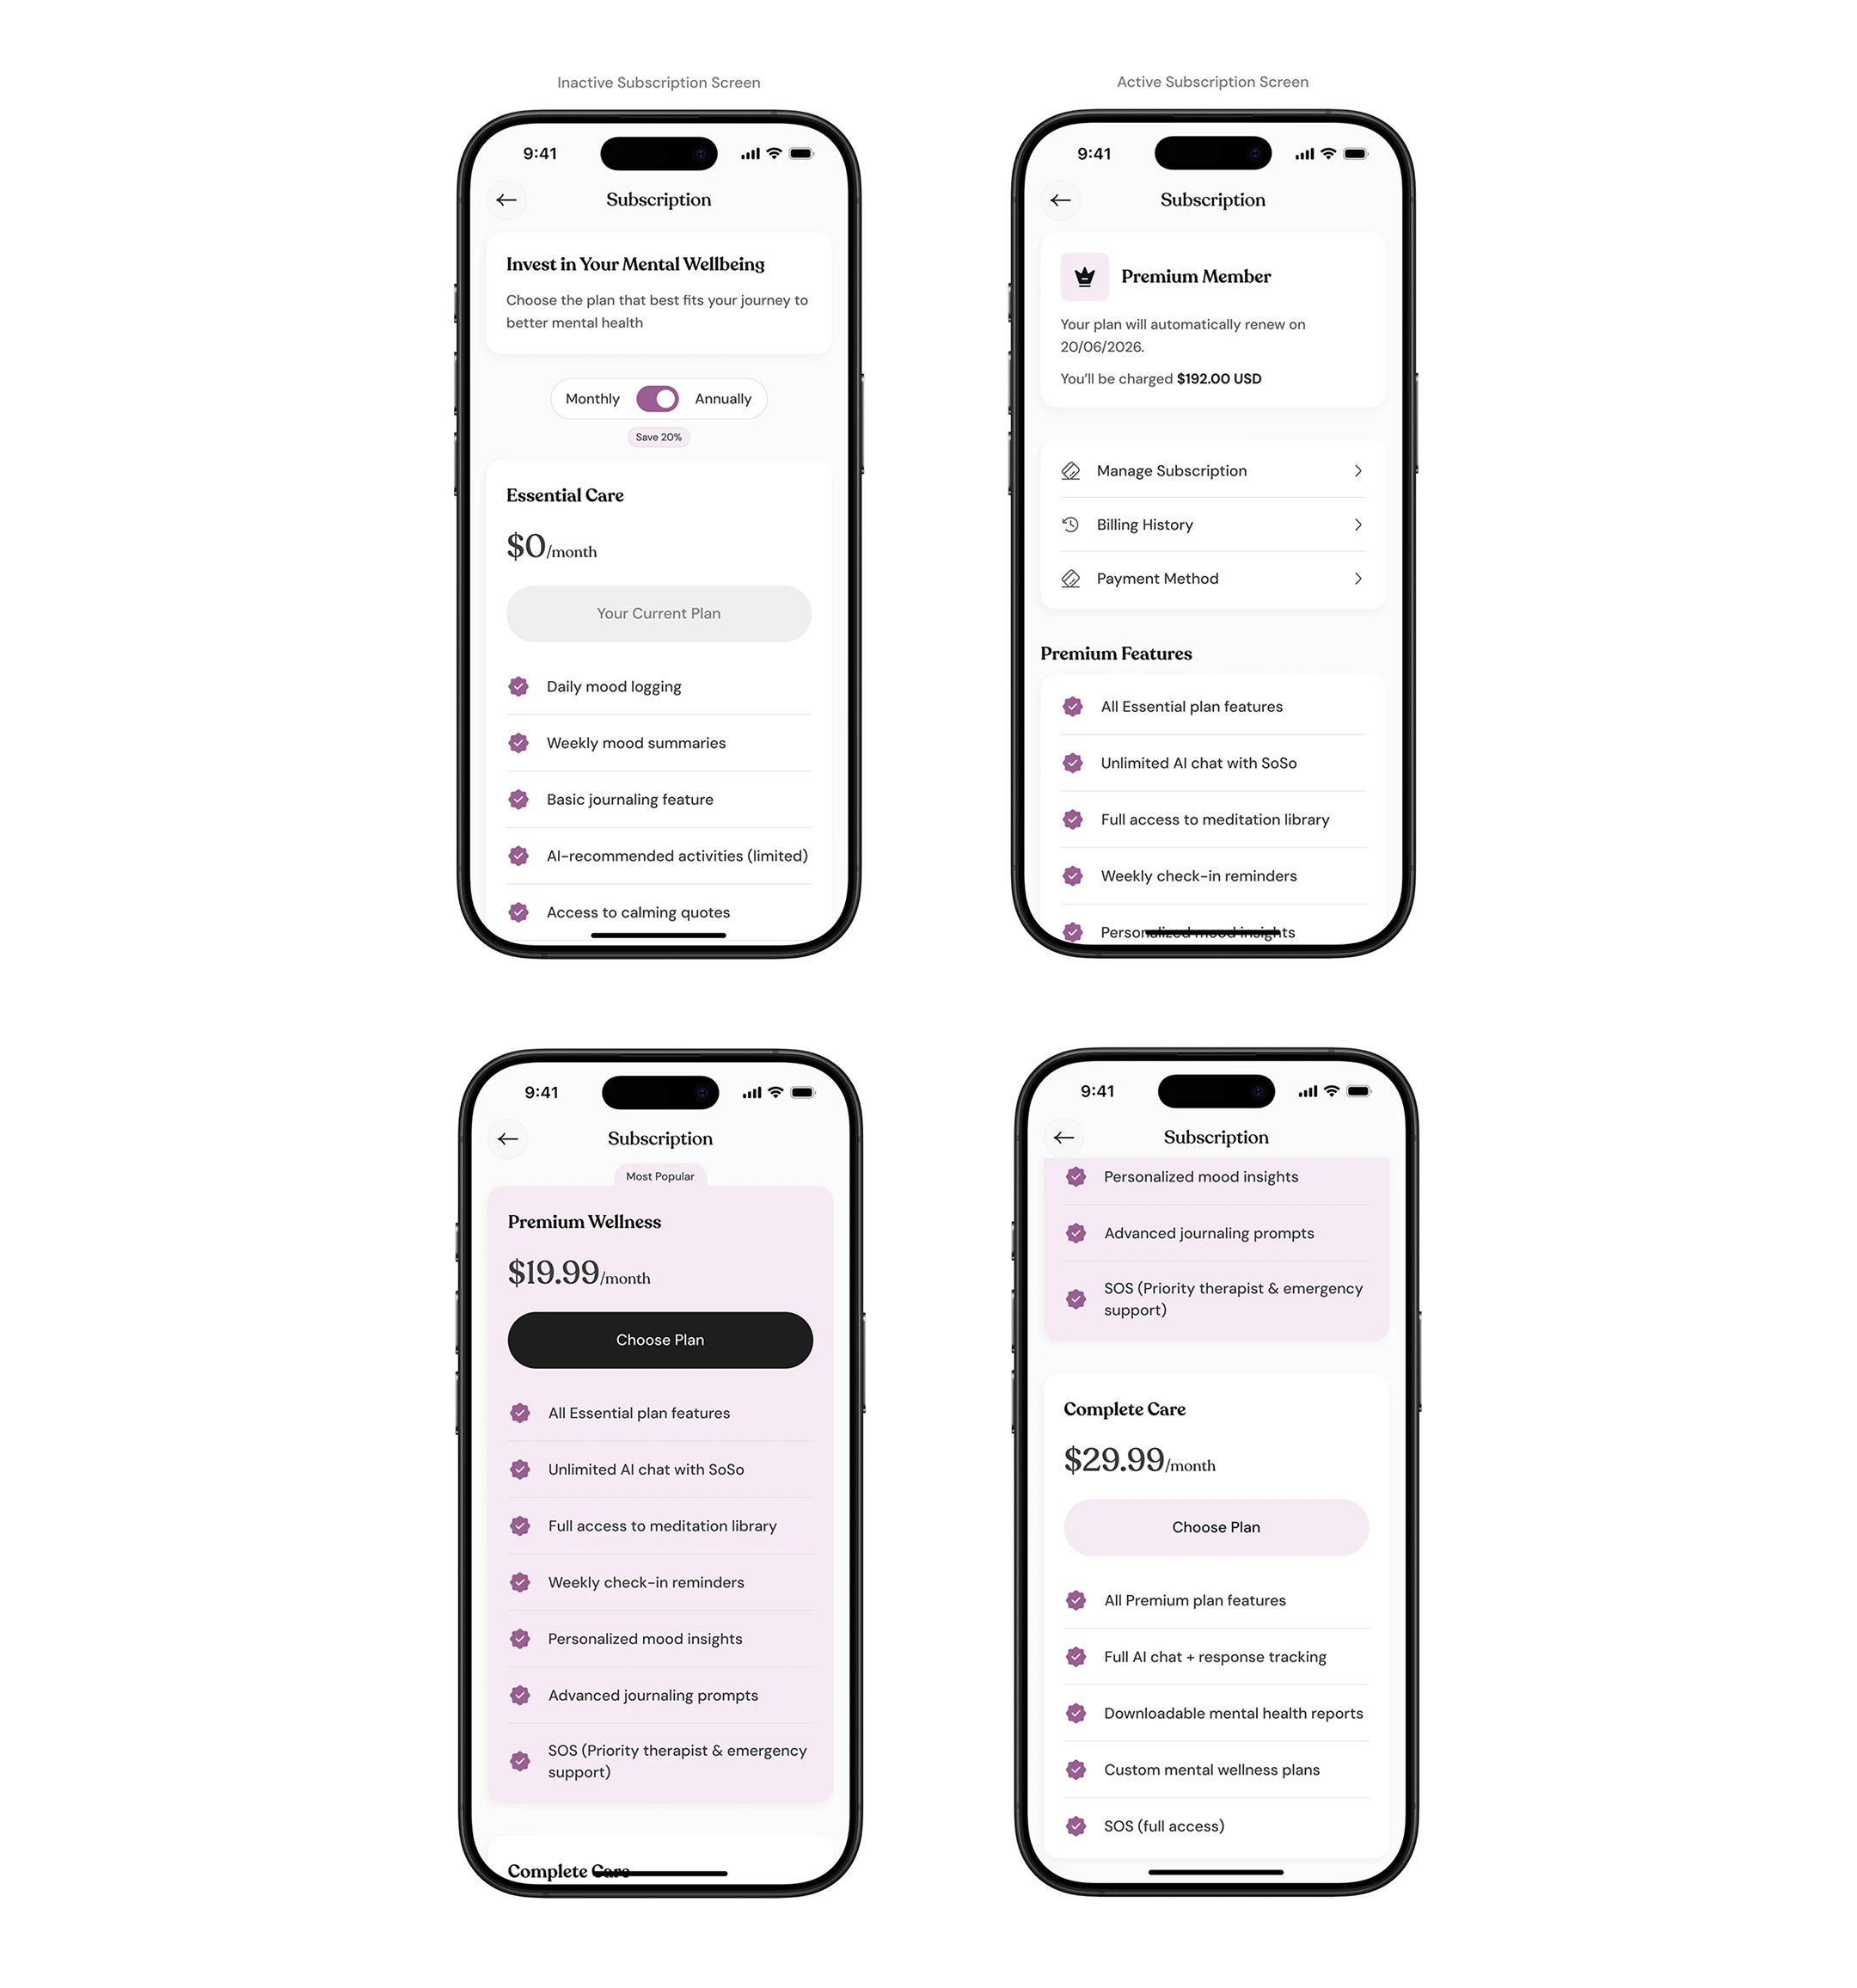 Inactive Subscription Screen
9:41
Subscription
Invest in Your Mental Wellbeing
Choose the plan that best fits your journey to
better mental health
Monthly
Annually
Save 20%
Essential Care
$0/month
Your Current Plan
Daily mood logging
Weekly mood summaries
Basic journaling feature
AI-recommended activities (limited)
Access to calming quotes
Active Subscription Screen
9:41
Subscription
Premium Member
Your plan will automatically renew on
20/06/2026.
You'll be charged $192.00 USD
Manage Subscription
Billing History
Payment Method
Premium Features
All Essential plan features
Unlimited AI chat with SoSo
Full access to meditation library
Weekly check-in reminders
Personalized mood insights
9:41
Subscription
Most Popular
Premium Wellness
$19.99/month
Choose Plan
All Essential plan features
Unlimited AI chat with SoSo
Full access to meditation library
Weekly check-in reminders
Personalized mood insights
Advanced journaling prompts
SOS (Priority therapist & emergency
support)
Complete Care
9:41
Subscription
Personalized mood insights
Advanced journaling prompts
SOS (Priority therapist & emergency
support)
Complete Care
$29.99/month
Choose Plan
All Premium plan features
Full AI chat + response tracking
Downloadable mental health reports
Custom mental wellness plans
SOS (full access)